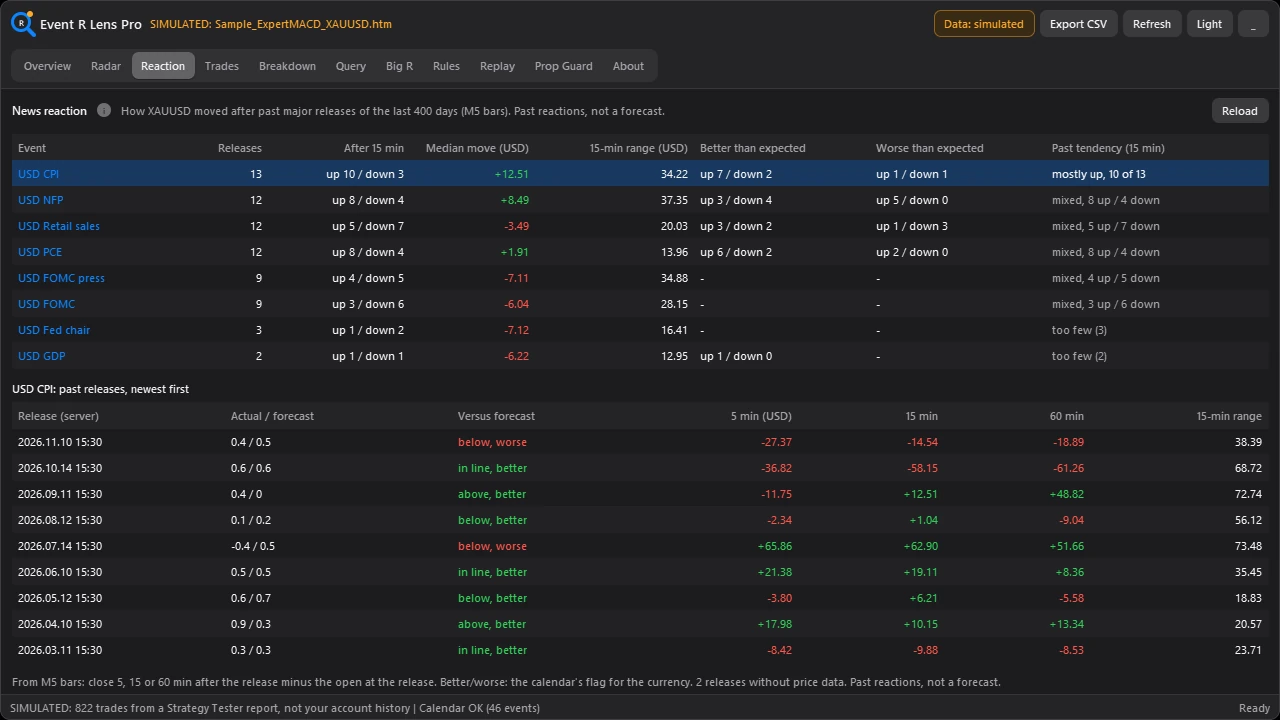 R Event R Lens Pro SIMULATED: Sample_ExpertMACD_XAUUSD.htm Data: simulated Export CSV Refresh Light _
Overview Radar Reaction Trades Breakdown Query Big R Rules Replay Prop Guard About
News reaction i How XAUUSD moved after past major releases of the last 400 days (M5 bars). Past reactions, not a forecast. Reload
Event Releases After 15 min Median move (USD) 15-min range (USD) Better than expected Worse than expected Past tendency (15 min)
USD CPI 13 up 10 / down 3 +12.51 34.22 up 7 / down 2 up 1 / down 1 mostly up, 10 of 13
USD NFP 12 up 8 / down 4 +8.49 37.35 up 3 / down 4 up 5 / down 0 mixed, 8 up / 4 down
USD Retail sales 12 up 5 / down 7 -3.49 20.03 up 3 / down 2 up 1 / down 3 mixed, 5 up / 7 down
USD PCE 12 up 8 / down 4 +1.91 13.96 up 6 / down 2 up 2 / down 0 mixed, 8 up / 4 down
USD FOMC press 9 up 4 / down 5 -7.11 34.88 - - mixed, 4 up / 5 down
USD FOMC 9 up 3 / down 6 -6.04 28.15 - - mixed, 3 up / 6 down
USD Fed chair 3 up 1 / down 2 -7.12 16.41 - - too few (3)
USD GDP 2 up 1 / down 1 -6.22 12.95 up 1 / down 0 - too few (2)
USD CPI: past releases, newest first
Release (server) Actual / forecast Versus forecast 5 min (USD) 15 min 60 min 15-min range
2026.11.10 15:30 0.4 / 0.5 below, worse -27.37 -14.54 -18.89 38.39
2026.10.14 15:30 0.6 / 0.6 in line, better -36.82 -58.15 -61.26 68.72
2026.09.11 15:30 0.4 / 0 above, better -11.75 +12.51 +48.82 72.74
2026.08.12 15:30 0.1 / 0.2 below, better -2.34 +1.04 -9.04 56.12
2026.07.14 15:30 -0.4 / 0.5 below, worse +65.86 +62.90 +51.66 73.48
2026.06.10 15:30 0.5 / 0.5 in line, better +21.38 +19.11 +8.36 35.45
2026.05.12 15:30 0.6 / 0.7 below, better -3.80 +6.21 -5.58 18.83
2026.04.10 15:30 0.9 / 0.3 above, better +17.98 +10.15 +13.34 20.57
2026.03.11 15:30 0.3 / 0.3 in line, better -8.42 -9.88 -8.53 23.71
From M5 bars: close 5, 15 or 60 min after the release minus the open at the release. Better/worse: the calendar's flag for the currency. 2 releases without price data. Past reactions, not a forecast.
SIMULATED: 822 trades from a Strategy Tester report, not your account history | Calendar OK (46 events) Ready